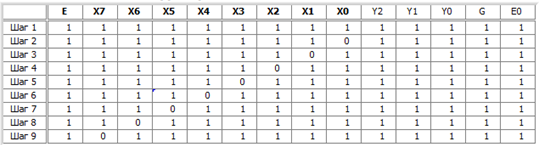 E X7 X6 X5 X4 X3 X2 X1 X0 Y2 Y1 Y0 G E0
Шаг 1 1 1 1 1 1 1 1 1 1 1 1 1 1 1
Шаг 2 1 1 1 1 1 1 1 1 0 1 1 1 1 1
Шаг 3 1 1 1 1 1 1 1 0 1 1 1 1 1 1
Шаг 4 1 1 1 1 1 1 0 1 1 1 1 1 1 1
Шаг 5 1 1 1 1 1 0 1 1 1 1 1 1 1 1
Шаг 6 1 1 1 1 0 1 1 1 1 1 1 1 1 1
Шаг 7 1 1 1 0 1 1 1 1 1 1 1 1 1 1
Шаг 8 1 1 0 1 1 1 1 1 1 1 1 1 1 1
Шаг 9 1 0 1 1 1 1 1 1 1 1 1 1 1 1